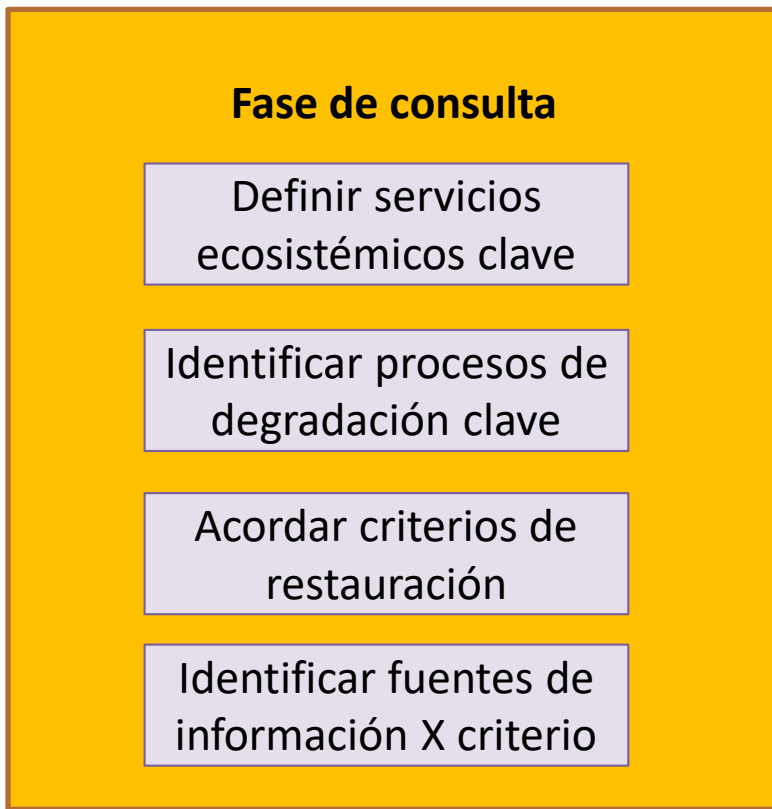 Fase de consulta
Definir servicios
ecosistémicos clave
Identificar procesos de
degradación clave
Acordar criterios de
restauración
Identificar fuentes de
información X criterio